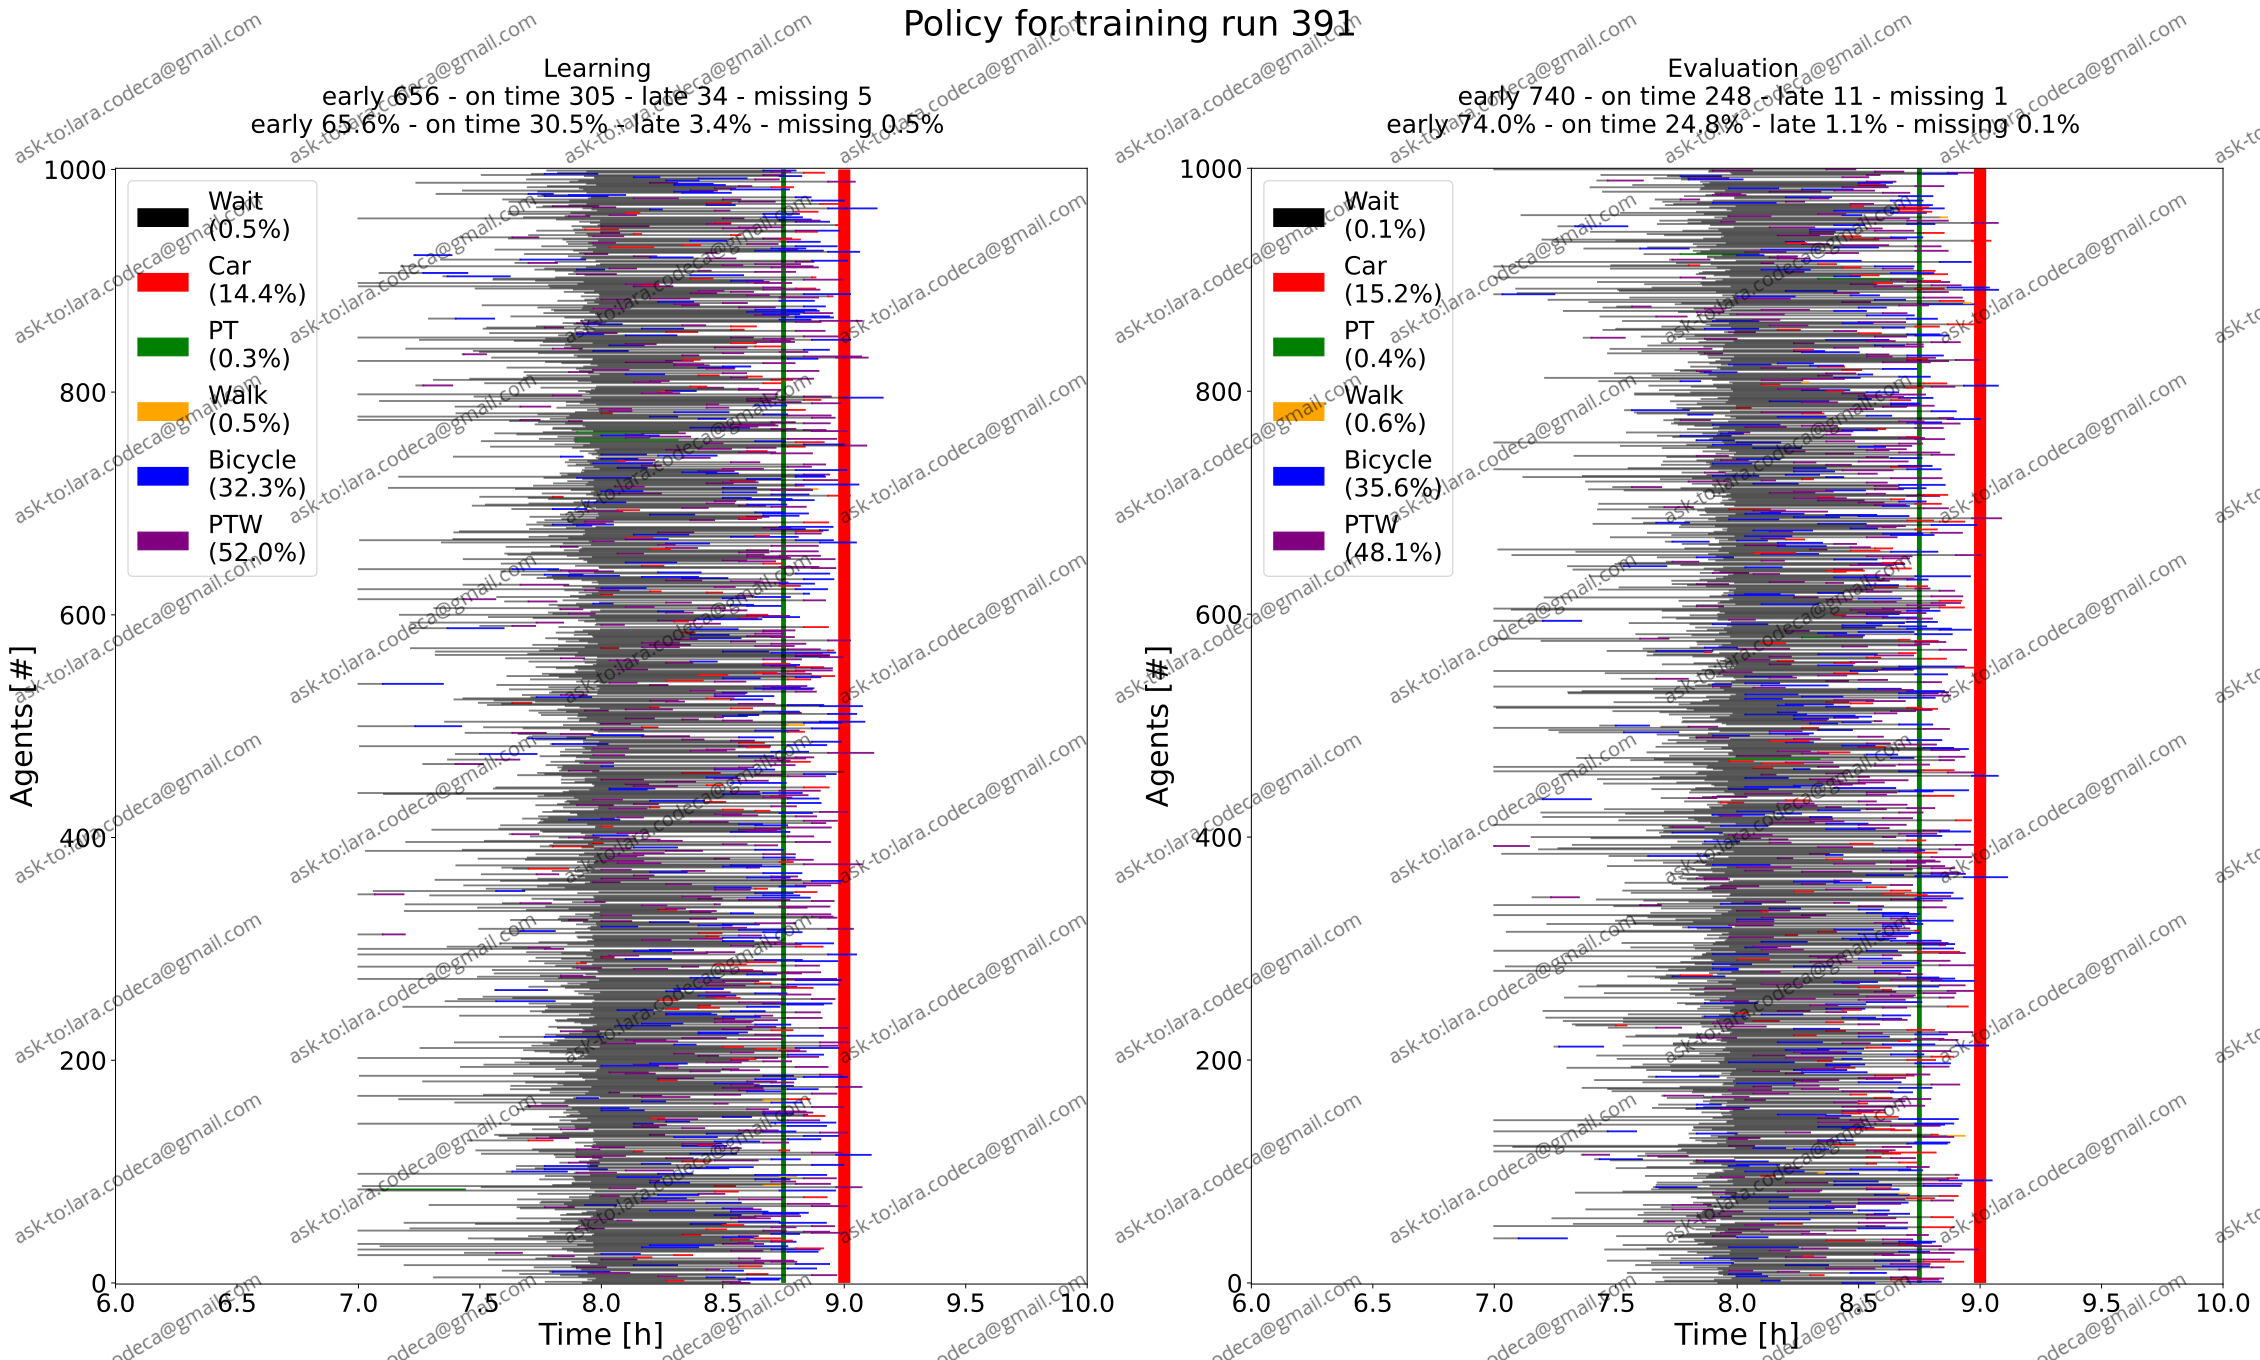 Policy for training run 391
Learning
early 656 - on time 305 - late 34 - missing 5
early 65.6% - on time 30.5% - late 3.4% - missing 0.5%
Agents [#]
1000
800
600
400
200
0
Wait
(0.5%)
Car
(14.4%)
PT
(0.3%)
Walk
(0.5%)
Bicycle
(32.3%)
PTW
(52.0%)
6.0 6.5 7.0 7.5 8.0 8.5 9.0 9.5 10.0
Time [h]
Evaluation
early 740 - on time 248 - late 11 - missing 1
early 74.0% - on time 24.8% - late 1.1% - missing 0.1%
Agents [#]
1000
800
600
400
200
0
Wait
(0.1%)
Car
(15.2%)
PT
(0.4%)
Walk
(0.6%)
Bicycle
(35.6%)
PTW
(48.1%)
6.0 6.5 7.0 7.5 8.0 8.5 9.0 9.5 10.0
Time [h]
ask-to:lara.codeca@gmail.com